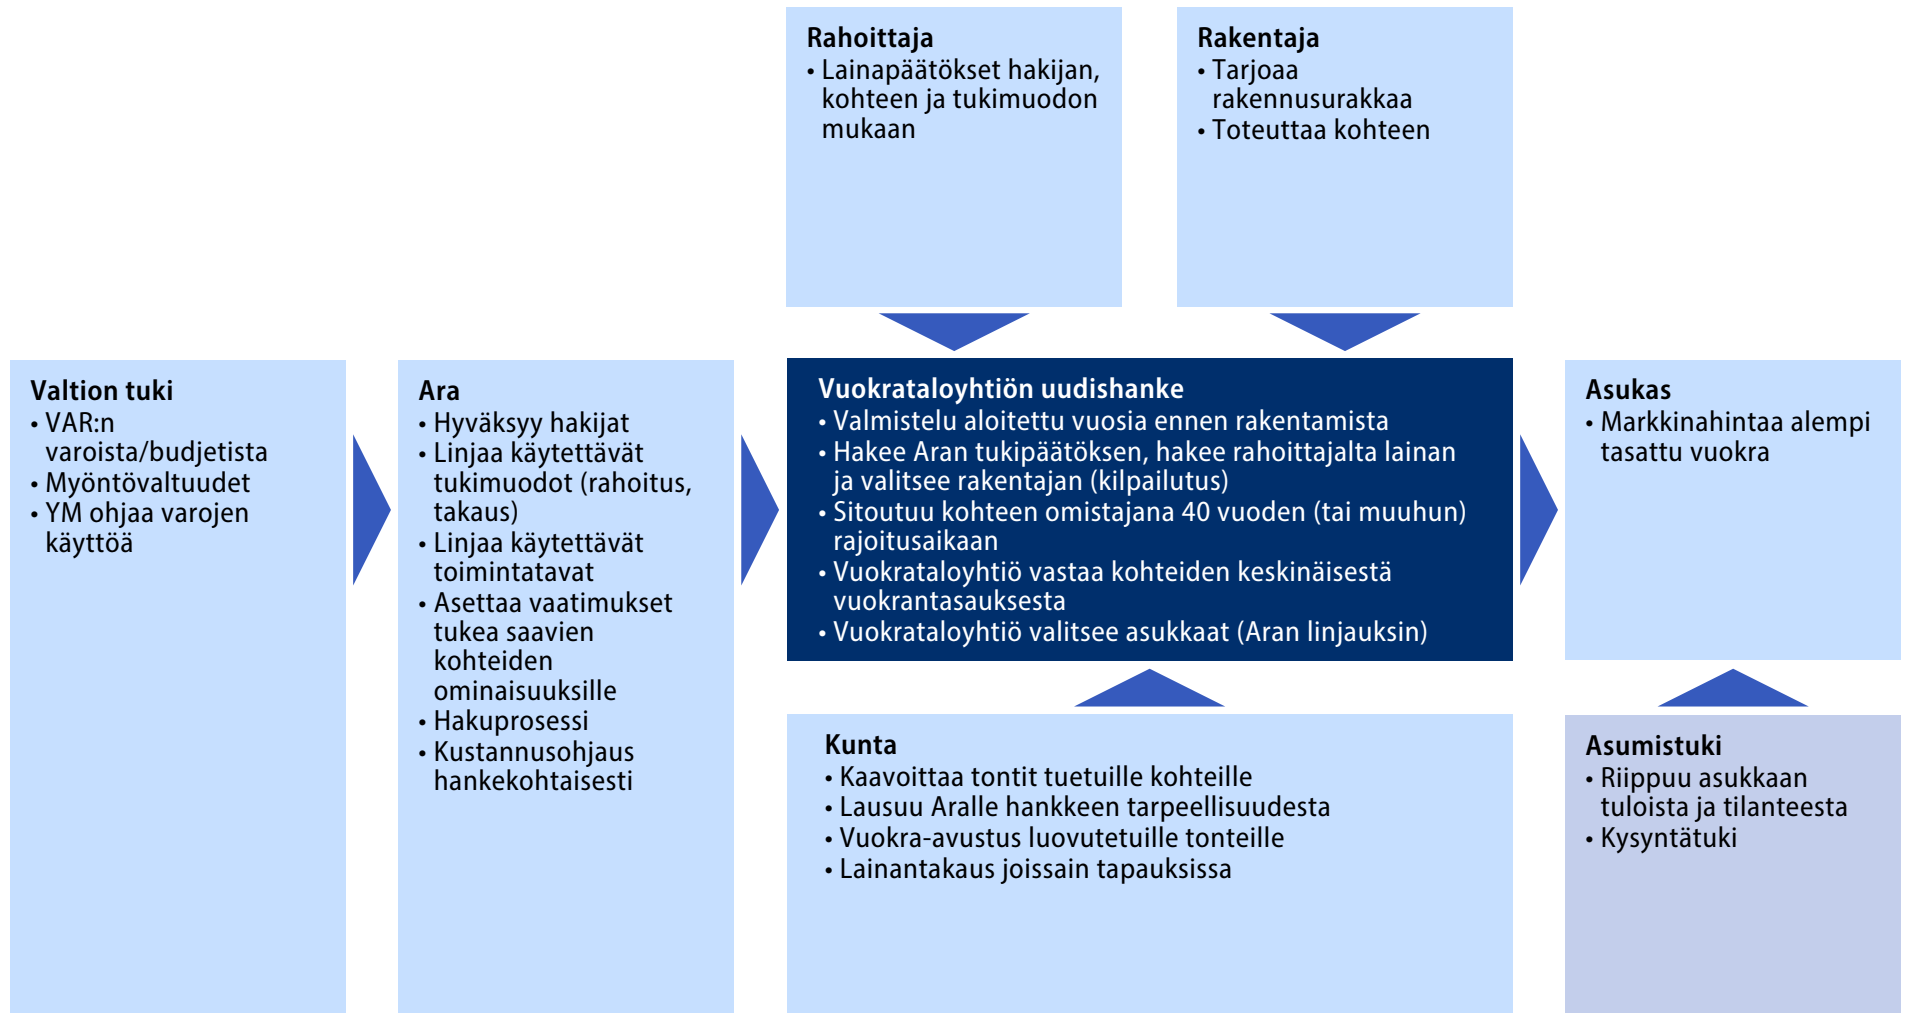 Rahoittaja
• Lainapäätökset hakijan,
kohteen ja tukimuodon
mukaan
Rakentaja
• Tarjoaa
rakennusurakkaa
• Toteuttaa kohteen
Valtion tuki
• VAR:n
varoista/budjetista
• Myöntövaltuudet
• YM ohjaa varojen
käyttöä
Ara
• Hyväksyy hakijat
• Linjaa käytettävät
tukimuodot (rahoitus,
takaus)
• Linjaa käytettävät
toimintatavat
• Asettaa vaatimukset
tukea saavien
kohteiden
ominaisuuksille
• Hakuprosessi
• Kustannusohjaus
hankekohtaisesti
Vuokrataloyhtiön uudishanke
• Valmistelu aloitettu vuosia ennen rakentamista
• Hakee Aran tukipäätöksen, hakee rahoittajalta lainan
ja valitsee rakentajan (kilpailutus)
• Sitoutuu kohteen omistajana 40 vuoden (tai muuhun)
rajoitusaikaan
• Vuokrataloyhtiö vastaa kohteiden keskinäisestä
vuokrantasauksesta
• Vuokrataloyhtiö valitsee asukkaat (Aran linjauksin)
Asukas
• Markkinahintaa alempi
tasattu vuokra
Kunta
• Kaavoittaa tontit tuetuille kohteille
• Lausuu Aralle hankkeen tarpeellisuudesta
• Vuokra-avustus luovutetuille tonteille
• Lainantakaus joissain tapauksissa
Asumistuki
• Riippuu asukkaan
tuloista ja tilanteesta
• Kysyntätuki